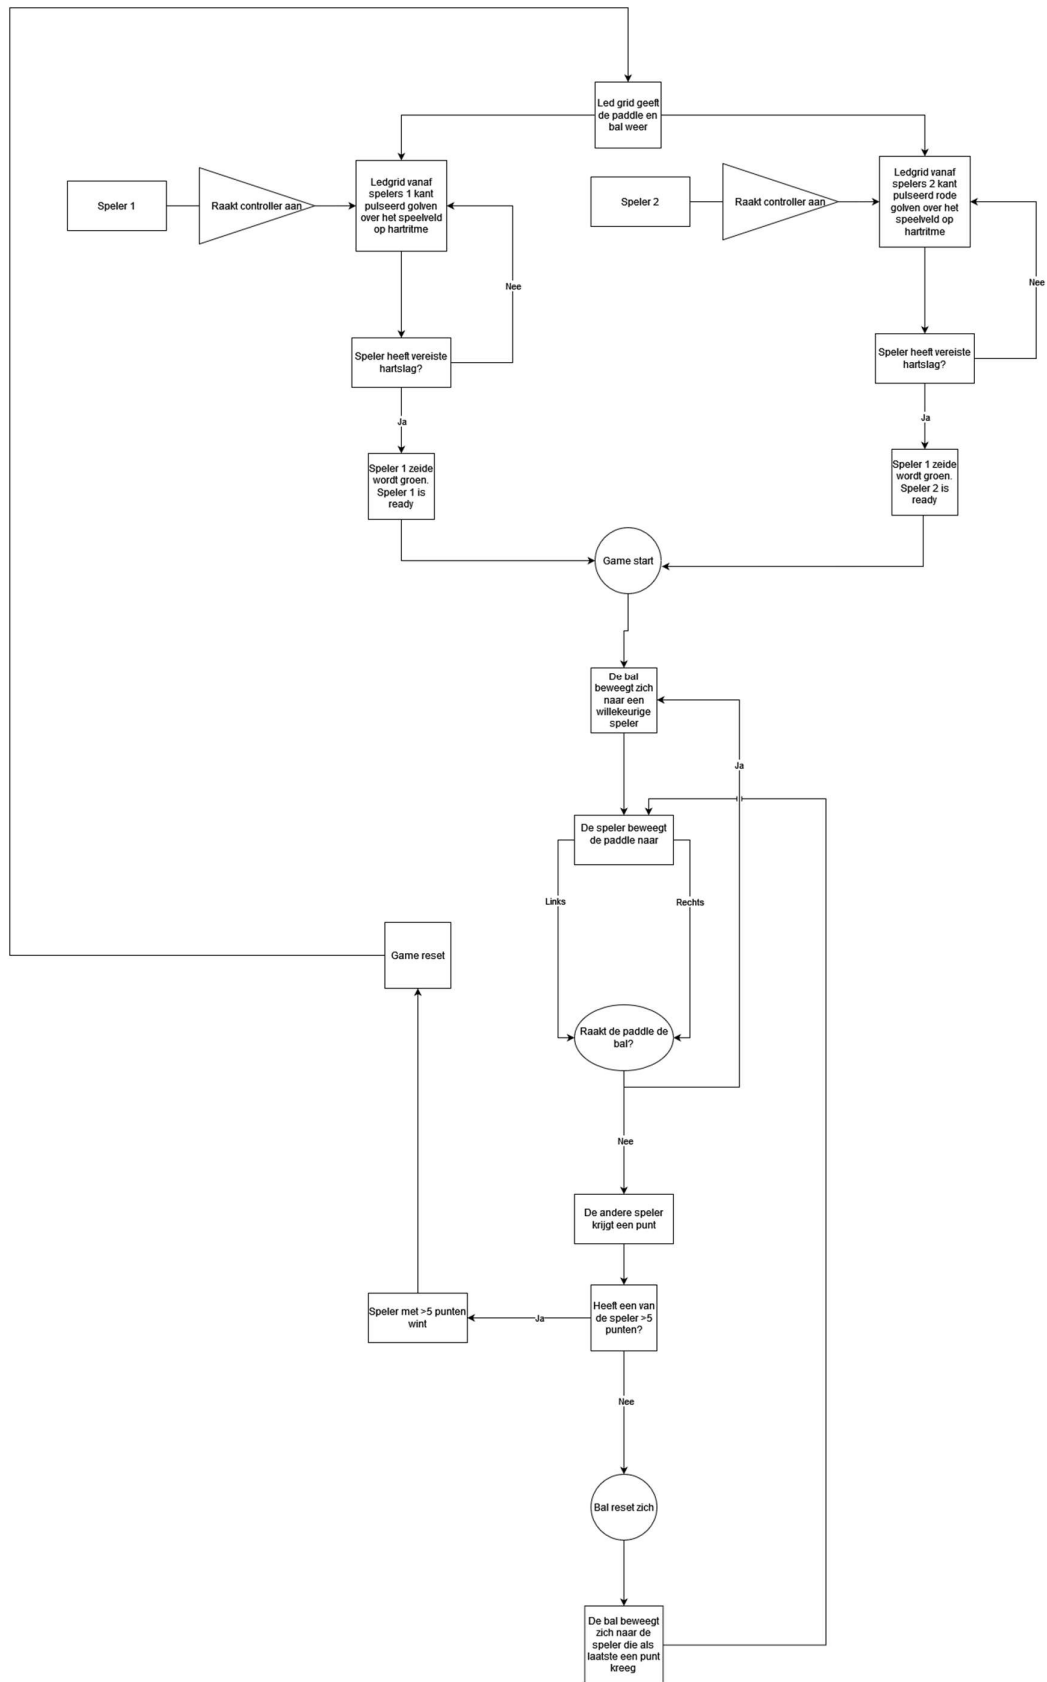 Led grid geeft
de paddle en
bal weer
Speler 1
Raakt controller aan
Ledgrid vanaf
spelers 1 kant
pulseerd golven
over het speelveld
op hartritme
Speler 2
Raakt controller aan
Ledgrid vanaf
spelers 2 kant
pulseerd rode
golven over het
speelveld op
hartritme
Nee
Nee
Speler heeft vereiste
hartslag?
Speler heeft vereiste
hartslag?
Ja
Ja
Speler 1 zeide
wordt groen.
Speler 1 is
ready
Speler 1 zeide
wordt groen.
Speler 2 is
ready
Game start
De bal
beweegt zich
naar een
willekeurige
speler
Ja
De speler beweegt
de paddle naar
Links
Rechts
Game reset
Raakt de paddle de
bal?
Nee
De andere speler
krijgt een punt
Speler met >5 punten
wint
Ja
Heeft een van
de speler >5
punten?
Nee
Bal reset zich
De bal beweegt
zich naar de
speler die als
laatste een punt
kreeg